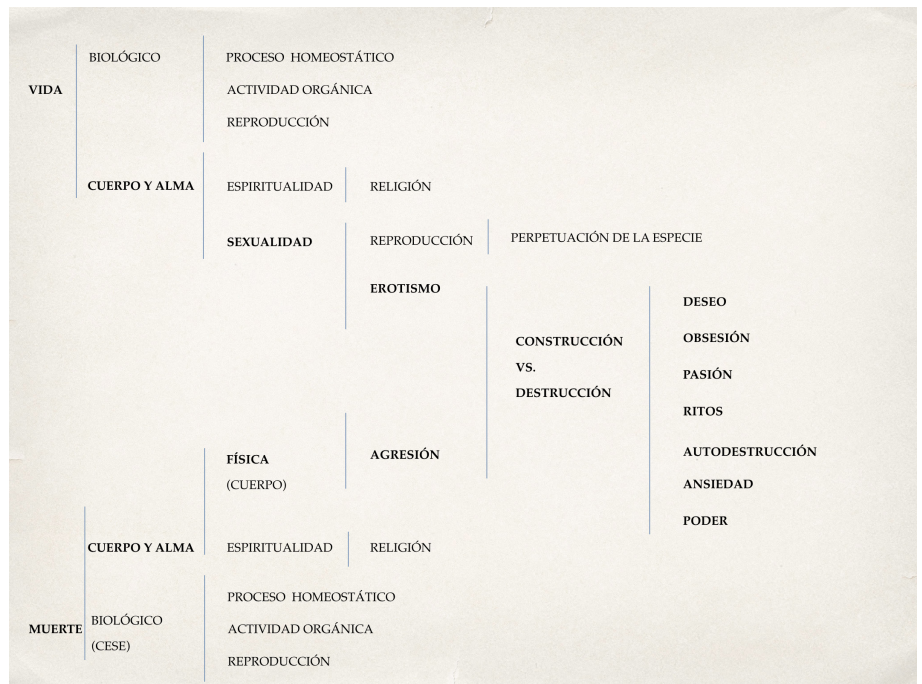 BIOLÓGICO
PROCESO HOMEOSTÁTICO
VIDA
ACTIVIDAD ORGÁNICA
REPRODUCCIÓN
CUERPO Y ALMA
ESPIRITUALIDAD
RELIGIÓN
SEXUALIDAD
REPRODUCCIÓN
PERPETUACIÓN DE LA ESPECIE
EROTISMO
CONSTRUCCIÓN
VS.
DESTRUCCIÓN
DESEO
OBSESIÓN
PASIÓN
RITOS
AUTODESTRUCCIÓN
ANSIEDAD
PODER
FÍSICA
(CUERPO)
AGRESIÓN
CUERPO Y ALMA
ESPIRITUALIDAD
RELIGIÓN
MUERTE
BIOLÓGICO
(CESE)
PROCESO HOMEOSTÁTICO
ACTIVIDAD ORGÁNICA
REPRODUCCIÓN